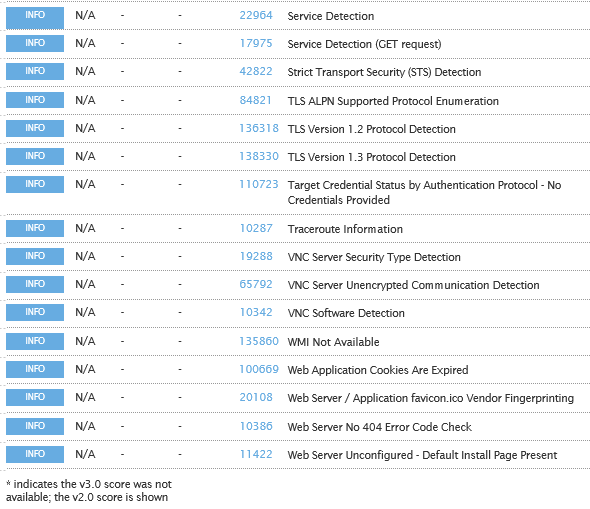 INFO N/A - - 22964 Service Detection
INFO N/A - - 17975 Service Detection (GET request)
INFO N/A - - 42822 Strict Transport Security (STS) Detection
INFO N/A - - 84821 TLS ALPN Supported Protocol Enumeration
INFO N/A - - 136318 TLS Version 1.2 Protocol Detection
INFO N/A - - 138330 TLS Version 1.3 Protocol Detection
INFO N/A - - 110723 Target Credential Status by Authentication Protocol - No
Credentials Provided
INFO N/A - - 10287 Traceroute Information
INFO N/A - - 19288 VNC Server Security Type Detection
INFO N/A - - 65792 VNC Server Unencrypted Communication Detection
INFO N/A - - 10342 VNC Software Detection
INFO N/A - - 135860 WMI Not Available
INFO N/A - - 100669 Web Application Cookies Are Expired
INFO N/A - - 20108 Web Server / Application favicon.ico Vendor Fingerprinting
INFO N/A - - 10386 Web Server No 404 Error Code Check
INFO N/A - - 11422 Web Server Unconfigured - Default Install Page Present
* indicates the v3.0 score was not
available; the v2.0 score is shown